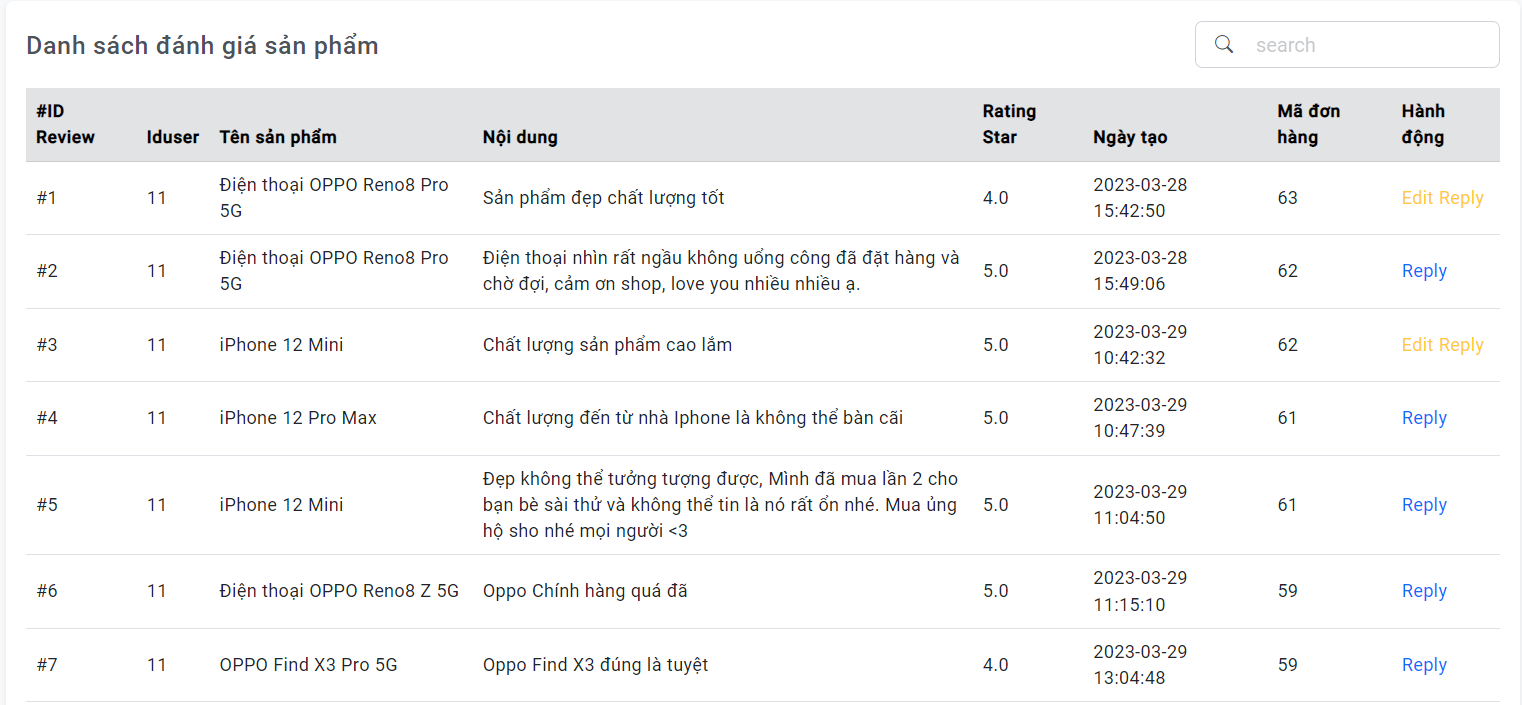 Danh sách đánh giá sản phẩm
search
#ID Review Iduser Tên sản phẩm Nội dung Rating Star Ngày tạo Mã đơn hàng Hành động
#1 11 Điện thoại OPPO Reno8 Pro 5G Sản phẩm đẹp chất lượng tốt 4.0 2023-03-28 15:42:50 63 Edit Reply
#2 11 Điện thoại OPPO Reno8 Pro 5G Điện thoại nhìn rất ngầu không uổng công đã đặt hàng và chờ đợi, cảm ơn shop, love you nhiều nhiều ạ. 5.0 2023-03-28 15:49:06 62 Reply
#3 11 iPhone 12 Mini Chất lượng sản phẩm cao lắm 5.0 2023-03-29 10:42:32 62 Edit Reply
#4 11 iPhone 12 Pro Max Chất lượng đến từ nhà Iphone là không thể bàn cãi 5.0 2023-03-29 10:47:39 61 Reply
#5 11 iPhone 12 Mini Đẹp không thể tưởng tượng được, Mình đã mua lần 2 cho bạn bè sài thử và không thể tin là nó rất ổn nhé. Mua ủng hộ sho nhé mọi người <3 5.0 2023-03-29 11:04:50 61 Reply
#6 11 Điện thoại OPPO Reno8 Z 5G Oppo Chính hàng quá đã 5.0 2023-03-29 11:15:10 59 Reply
#7 11 OPPO Find X3 Pro 5G Oppo Find X3 đúng là tuyệt 4.0 2023-03-29 13:04:48 59 Reply